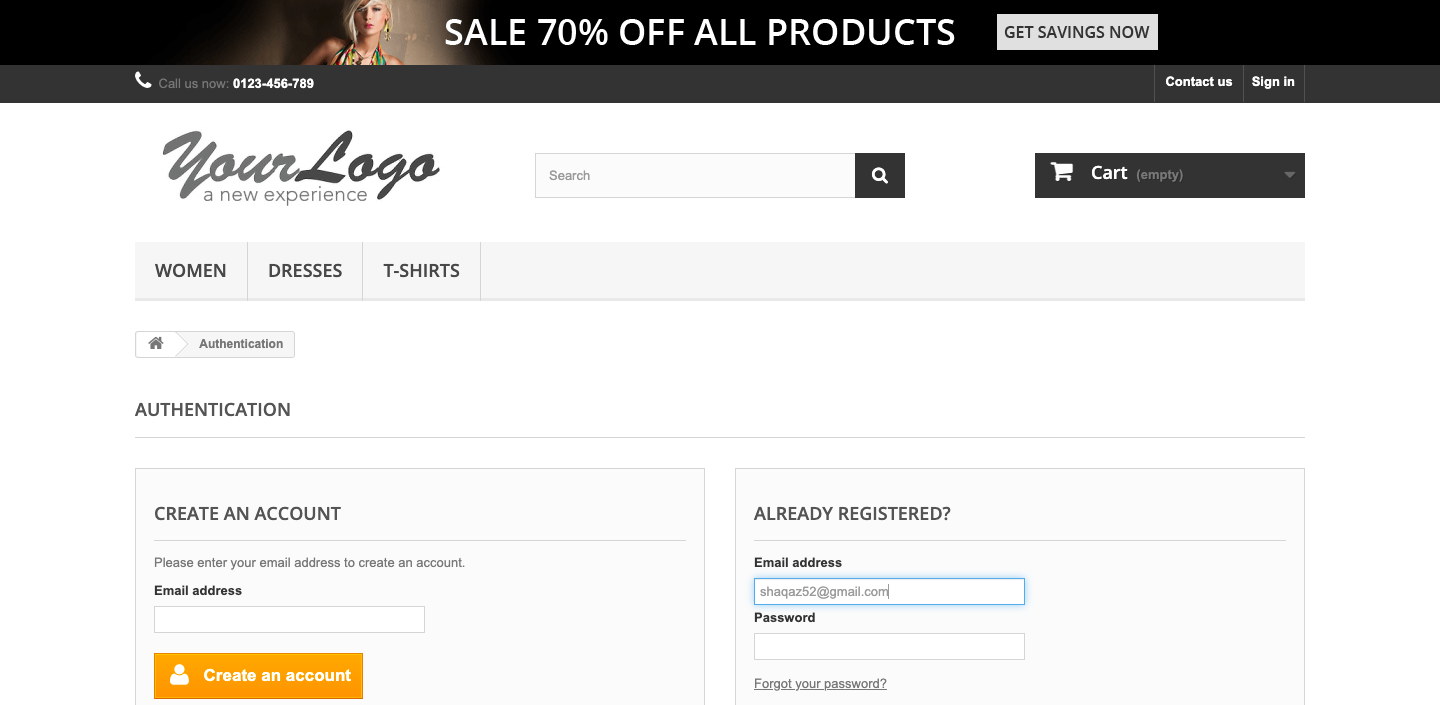 SALE 70% OFF ALL PRODUCTS GET SAVINGS NOW
Call us now: 0123-456-789 Contact us Sign in
YourLogo
a new experience
Search
Cart (empty)
WOMEN DRESSES T-SHIRTS
Authentication
AUTHENTICATION
CREATE AN ACCOUNT
Please enter your email address to create an account.
Email address
Create an account
ALREADY REGISTERED?
Email address
shaqaz52@gmail.com
Password
Forgot your password?